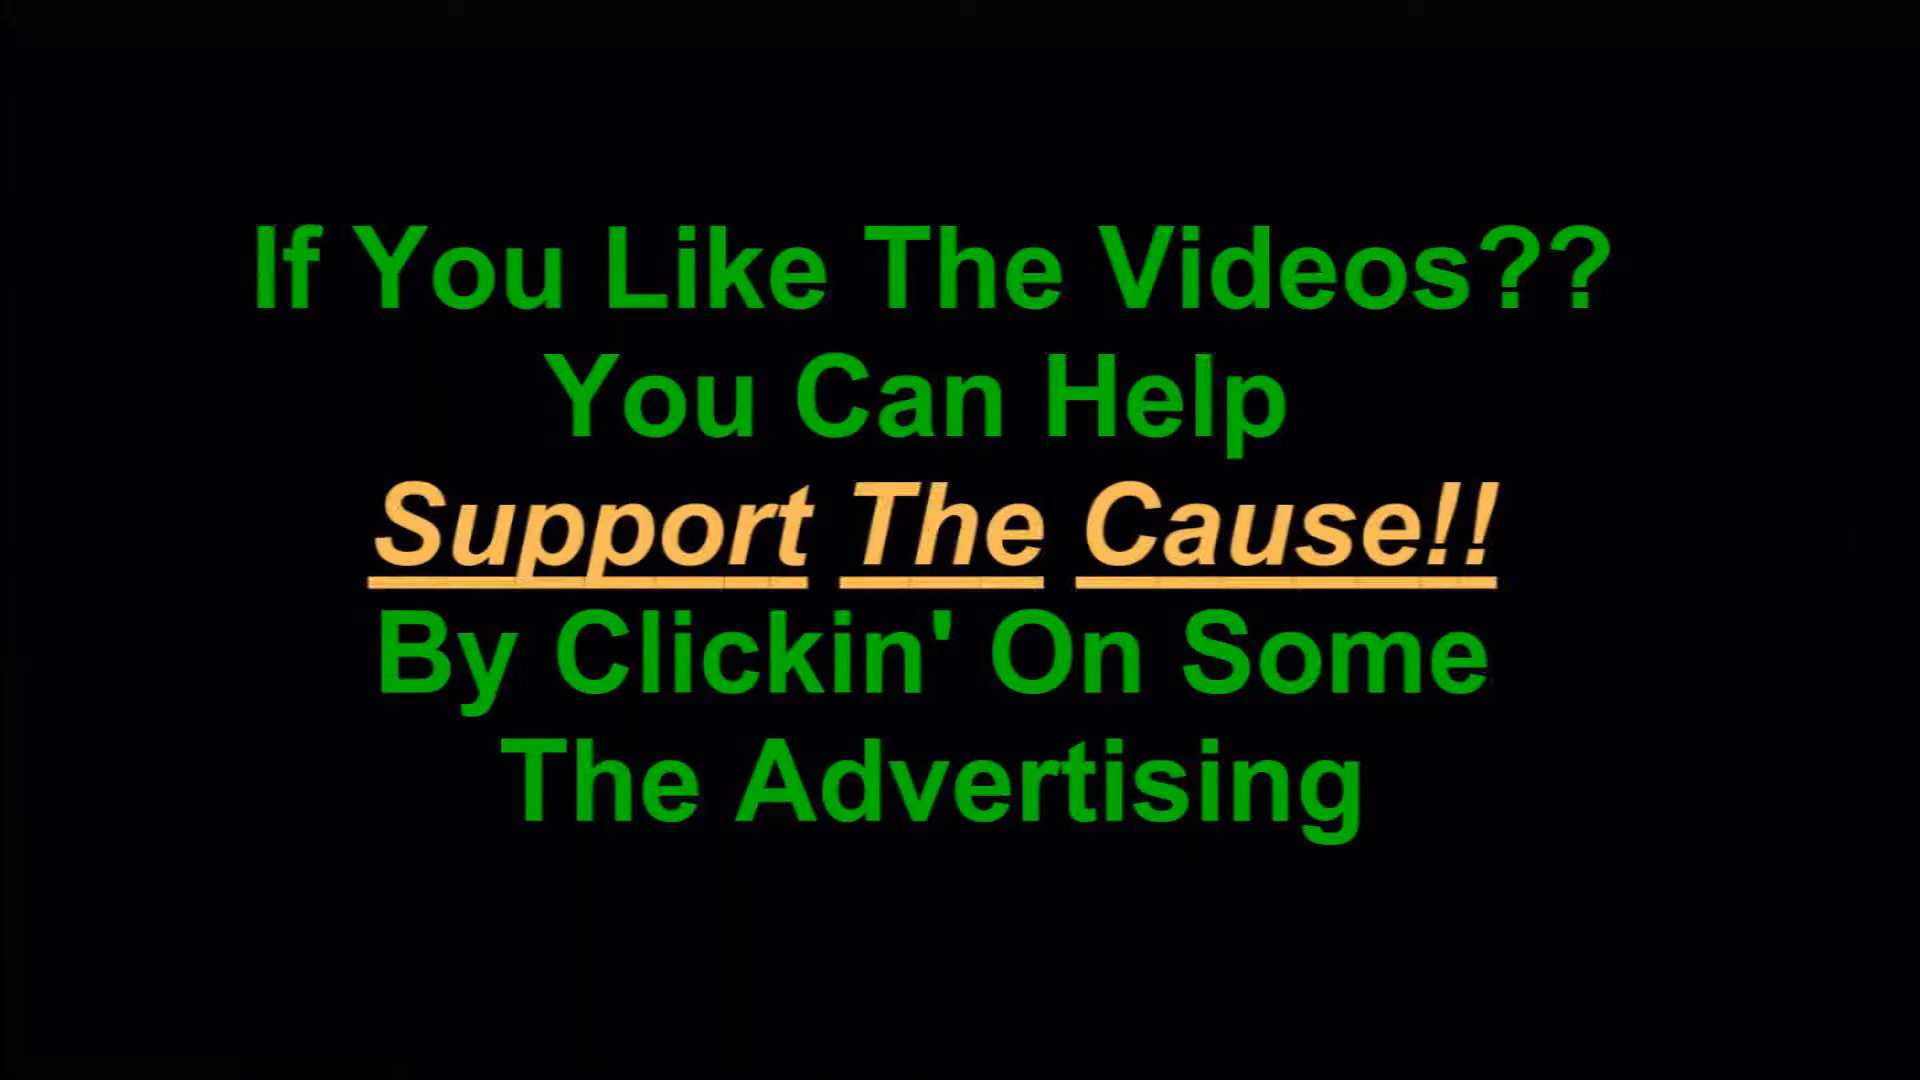 If You Like The Videos??
You Can Help
Support The Cause!!
By Clickin' On Some
The Advertising